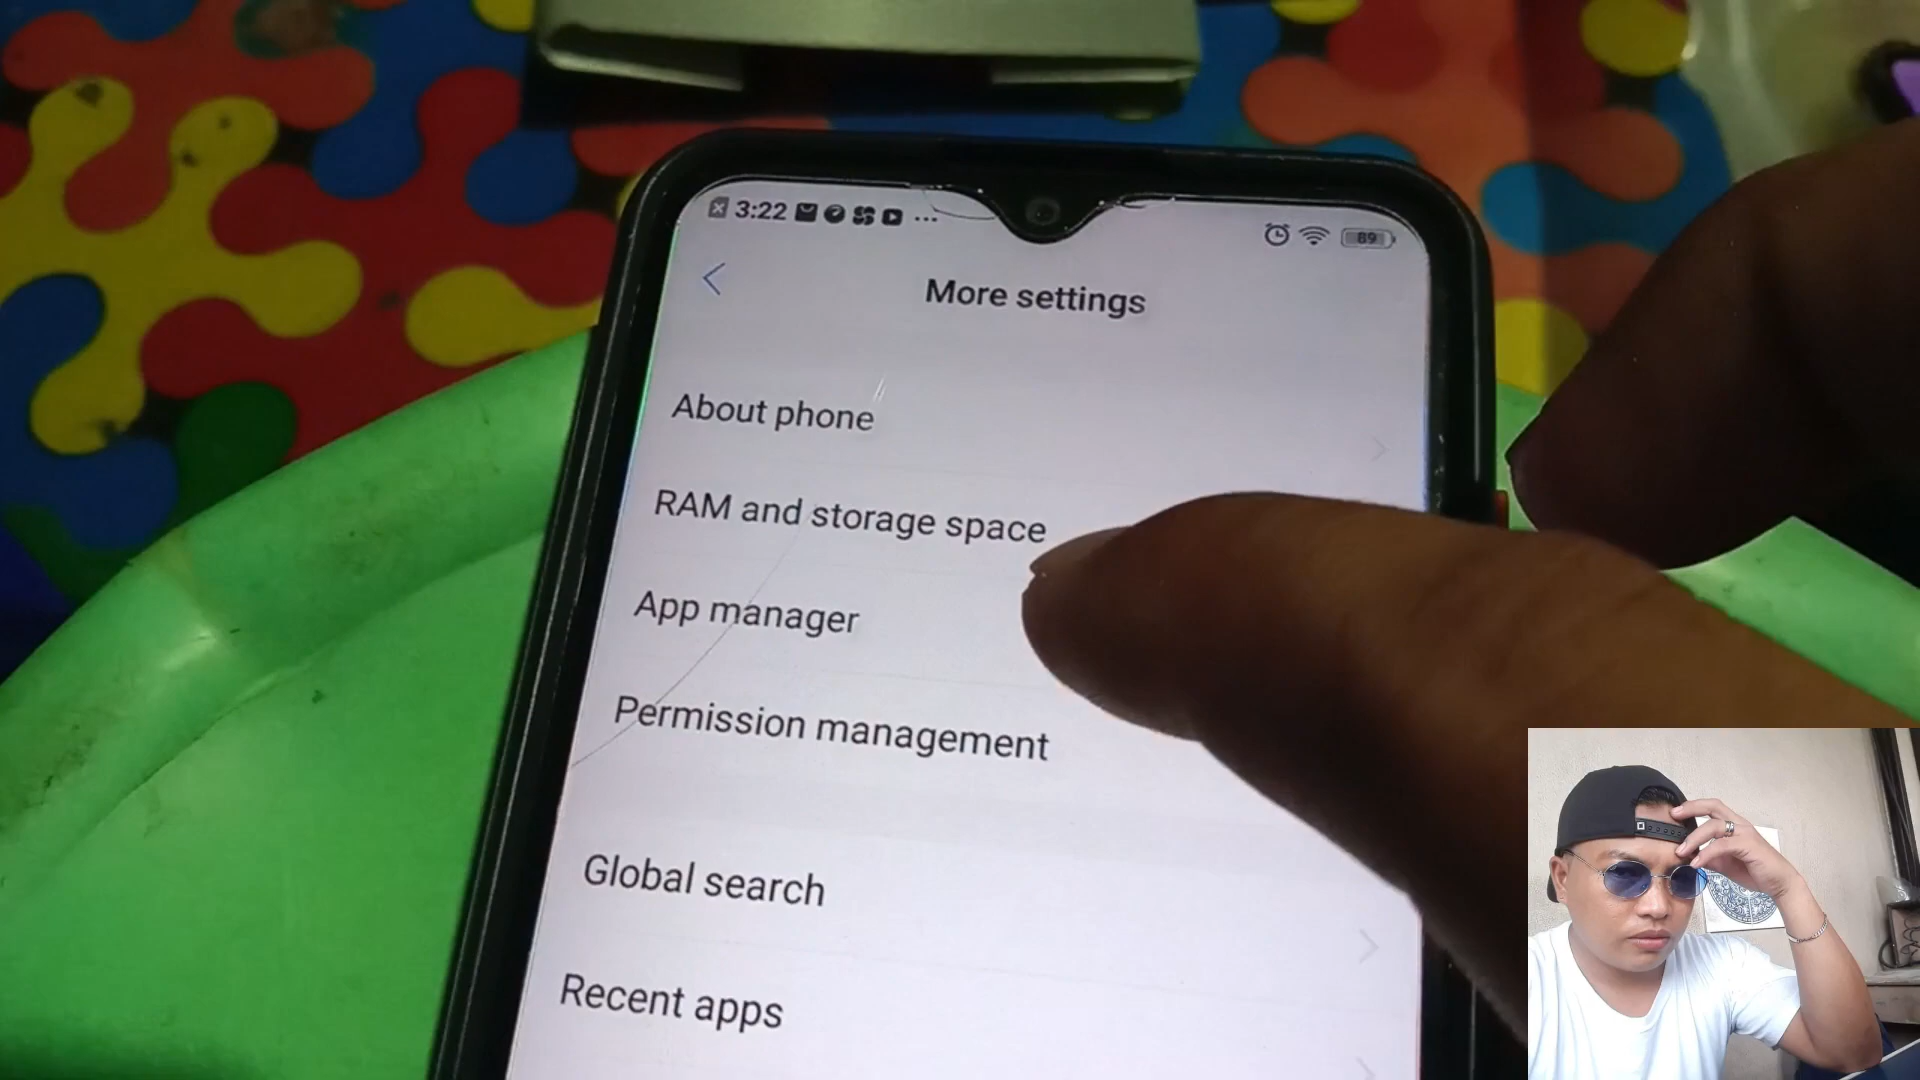 3:22 ... 89
More settings
About phone
RAM and storage space
App manager
Permission management
Global search
Recent apps